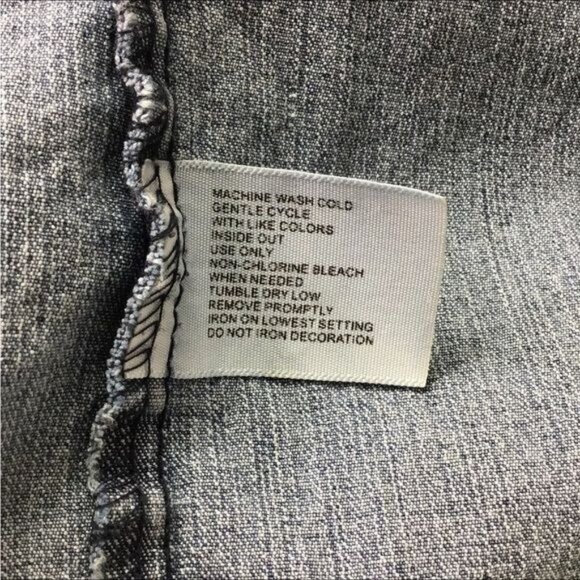 MACHINE WASH COLD
GENTLE CYCLE
WITH LIKE COLORS
INSIDE OUT
USE ONLY
NON-CHLORINE BLEACH
WHEN NEEDED
TUMBLE DRY LOW
REMOVE PROMPTLY
IRON ON LOWEST SETTING
DO NOT IRON DECORATION